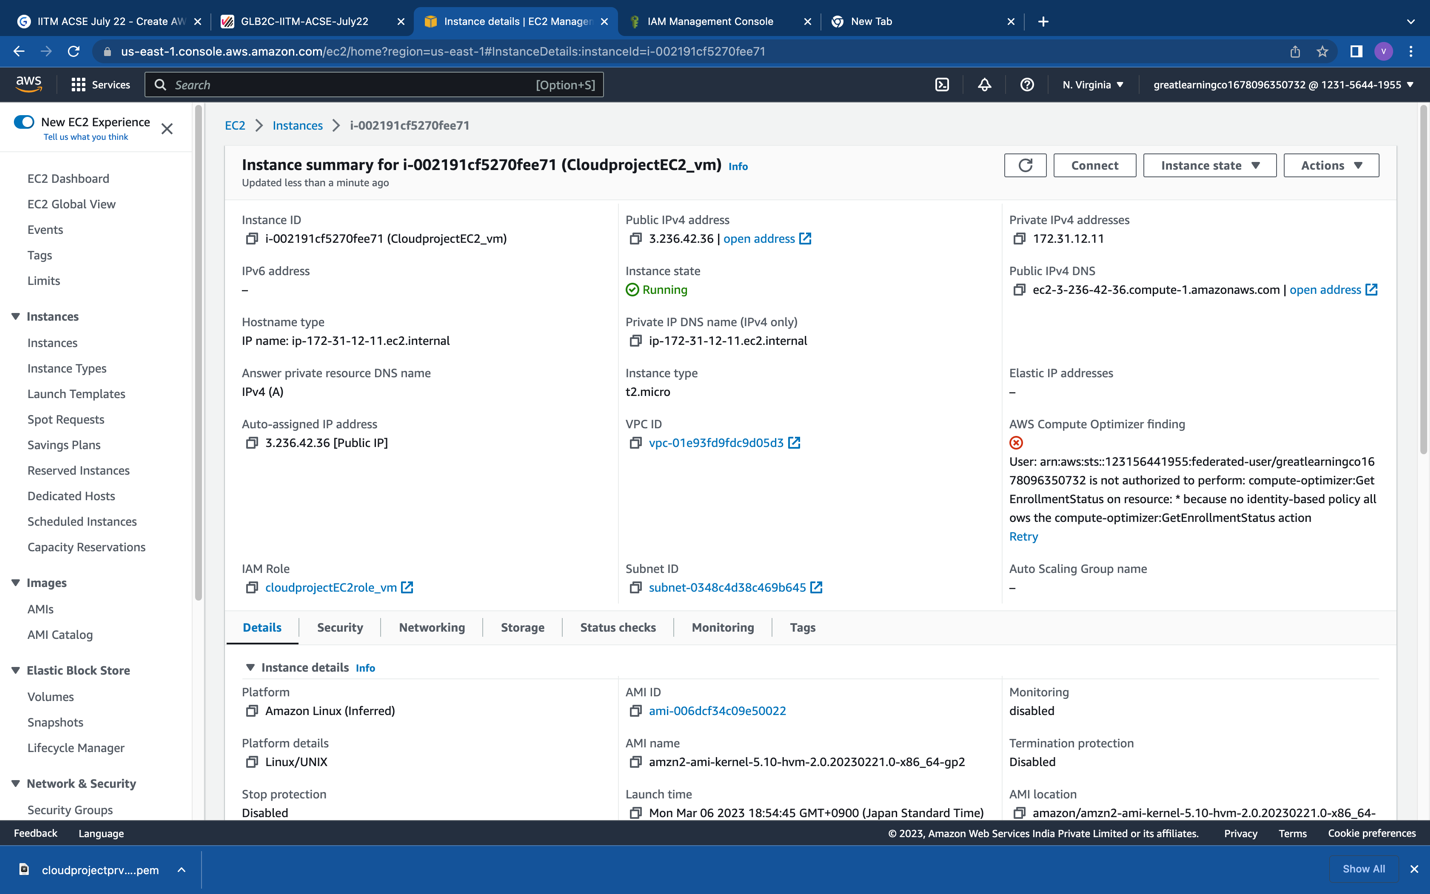 IITM ACSE July 22 - Create AW
GLB2C-IITM-ACSE-July22
Instance details | EC2 Manage
IAM Management Console
New Tab
us-east-1.console.aws.amazon.com/ec2/home?region=us-east-1#InstanceDetails:instanceId=i-002191cf5270fee71
V
aws
Services
Search
[Option+S]
N. Virginia
greatlearningco1678096350732 @ 1231-5644-1955
New EC2 Experience
Tell us what you think
EC2 Dashboard
EC2 Global View
Events
Tags
Limits
Instances
Instances
Instance Types
Launch Templates
Spot Requests
Savings Plans
Reserved Instances
Dedicated Hosts
Scheduled Instances
Capacity Reservations
Images
AMIs
AMI Catalog
Elastic Block Store
Volumes
Snapshots
Lifecycle Manager
Network & Security
Security Groups
EC2 > Instances > i-002191cf5270fee71
Instance summary for i-002191cf5270fee71 (CloudprojectEC2_vm) Info
Updated less than a minute ago
Connect
Instance state
Actions
Instance ID
i-002191cf5270fee71 (CloudprojectEC2_vm)
Public IPv4 address
3.236.42.36 | open address
Private IPv4 addresses
172.31.12.11
IPv6 address
–
Instance state
Running
Public IPv4 DNS
ec2-3-236-42-36.compute-1.amazonaws.com | open address
Hostname type
IP name: ip-172-31-12-11.ec2.internal
Private IP DNS name (IPv4 only)
ip-172-31-12-11.ec2.internal
Answer private resource DNS name
IPv4 (A)
Instance type
t2.micro
Elastic IP addresses
–
Auto-assigned IP address
3.236.42.36 [Public IP]
VPC ID
vpc-01e93fd9fdc9d05d3
AWS Compute Optimizer finding
User: arn:aws:sts::123156441955:federated-user/greatlearningco16
78096350732 is not authorized to perform: compute-optimizer:Get
EnrollmentStatus on resource: * because no identity-based policy all
ows the compute-optimizer:GetEnrollmentStatus action
Retry
IAM Role
cloudprojectEC2role_vm
Subnet ID
subnet-0348c4d38c469b645
Auto Scaling Group name
–
Details
Security
Networking
Storage
Status checks
Monitoring
Tags
Instance details Info
Platform
Amazon Linux (Inferred)
AMI ID
ami-006dcf34c09e50022
Monitoring
disabled
Platform details
Linux/UNIX
AMI name
amzn2-ami-kernel-5.10-hvm-2.0.20230221.0-x86_64-gp2
Termination protection
Disabled
Stop protection
Disabled
Launch time
Mon Mar 06 2023 18:54:45 GMT+0900 (Japan Standard Time)
AMI location
amazon/amzn2-ami-kernel-5.10-hvm-2.0.20230221.0-x86_64-
Feedback
Language
© 2023, Amazon Web Services India Private Limited or its affiliates.
Privacy
Terms
Cookie preferences
cloudprojectprv....pem
Show All